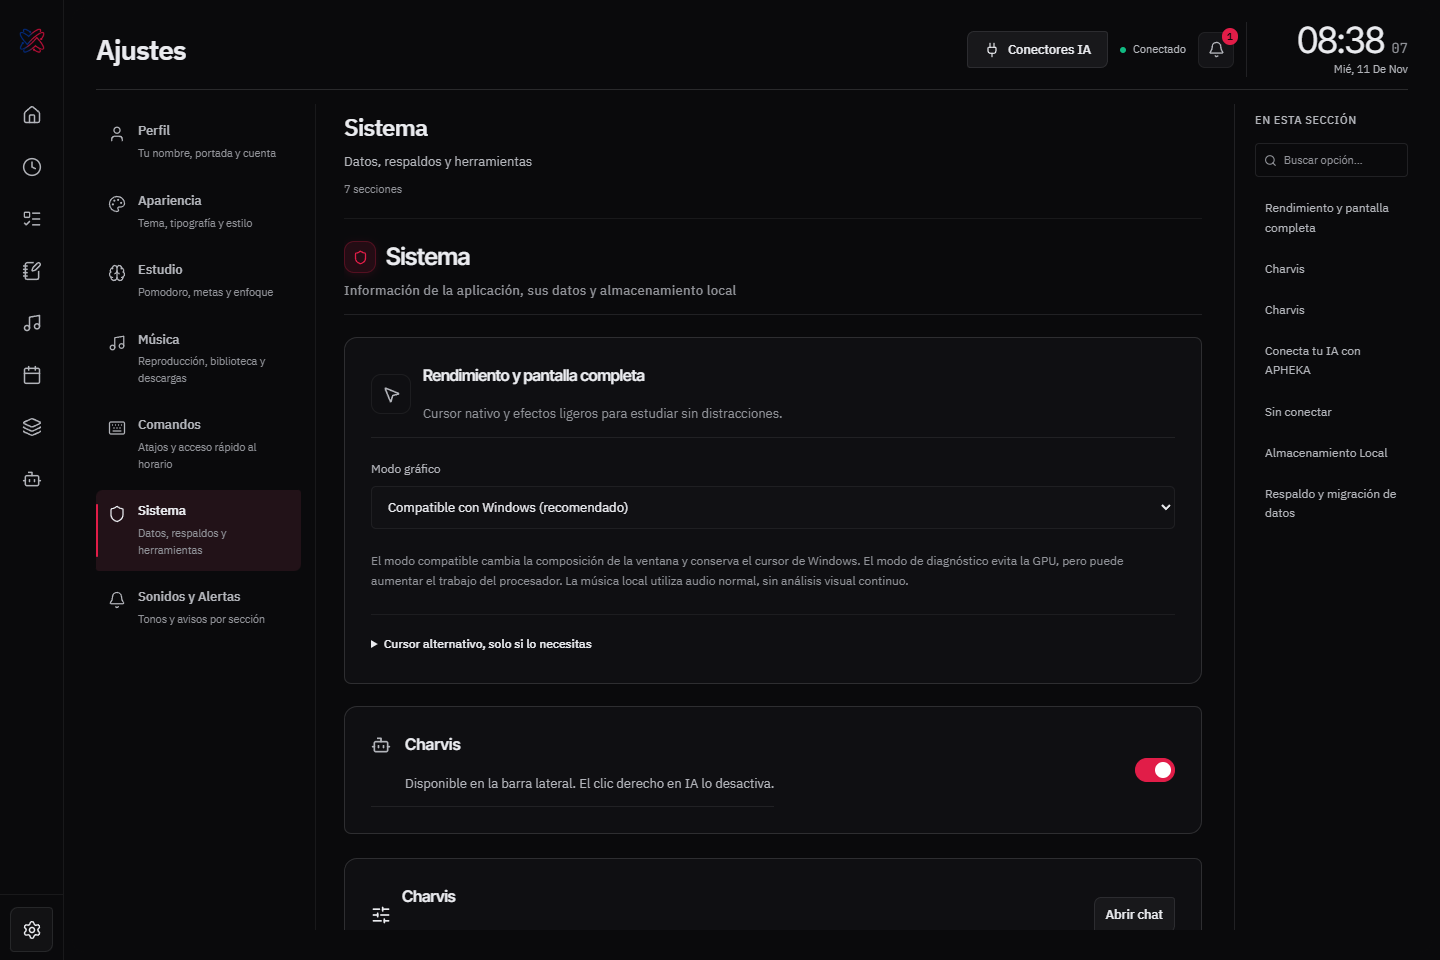 Ajustes
Conectores IA
Conectado
1
08:38 07
Mié, 11 De Nov
Perfil
Tu nombre, portada y cuenta
Apariencia
Tema, tipografía y estilo
Estudio
Pomodoro, metas y enfoque
Música
Reproducción, biblioteca y
descargas
Comandos
Atajos y acceso rápido al
horario
Sistema
Datos, respaldos y
herramientas
Sonidos y Alertas
Tonos y avisos por sección
Sistema
Datos, respaldos y herramientas
7 secciones
Sistema
Información de la aplicación, sus datos y almacenamiento local
Rendimiento y pantalla completa
Cursor nativo y efectos ligeros para estudiar sin distracciones.
Modo gráfico
Compatible con Windows (recomendado)
El modo compatible cambia la composición de la ventana y conserva el cursor de Windows. El modo de diagnóstico evita la GPU, pero puede
aumentar el trabajo del procesador. La música local utiliza audio normal, sin análisis visual continuo.
Cursor alternativo, solo si lo necesitas
Charvis
Disponible en la barra lateral. El clic derecho en IA lo desactiva.
Charvis
Abrir chat
EN ESTA SECCIÓN
Buscar opción...
Rendimiento y pantalla
completa
Charvis
Charvis
Conecta tu IA con
APHEKA
Sin conectar
Almacenamiento Local
Respaldo y migración de
datos